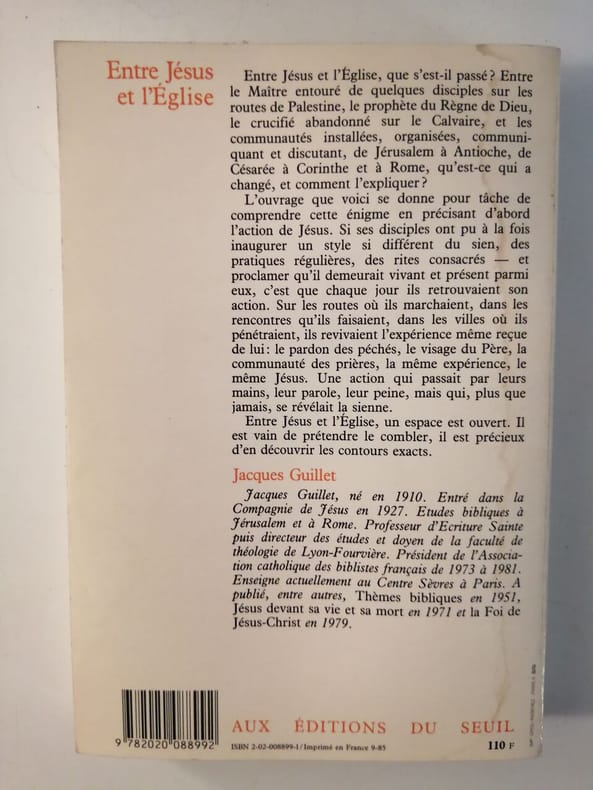 Entre Jésus
et l'Église
Entre Jésus et l'Église, que s'est-il passé? Entre
le Maître entouré de quelques disciples sur les
routes de Palestine, le prophète du Règne de Dieu,
le crucifié abandonné sur le Calvaire, et les
communautés installées, organisées, communi-
quant et discutant, de Jérusalem à Antioche, de
Césarée à Corinthe et à Rome, qu'est-ce qui a
changé, et comment l'expliquer?
L'ouvrage que voici se donne pour tâche de
comprendre cette énigme en précisant d'abord
l'action de Jésus. Si ses disciples ont pu à la fois
inaugurer un style si différent du sien, des
pratiques régulières, des rites consacrés — et
proclamer qu'il demeurait vivant et présent parmi
eux, c'est que chaque jour ils retrouvaient son
action. Sur les routes où ils marchaient, dans les
rencontres qu'ils faisaient, dans les villes où ils
pénétraient, ils revivaient l'expérience même reçue
de lui: le pardon des péchés, le visage du Père, la
communauté des prières, la même expérience, le
même Jésus. Une action qui passait par leurs
mains, leur parole, leur peine, mais qui, plus que
jamais, se révélait la sienne.
Entre Jésus et l'Église, un espace est ouvert. Il
est vain de prétendre le combler, il est précieux
d'en découvrir les contours exacts.
Jacques Guillet
Jacques Guillet, né en 1910. Entré dans la
Compagnie de Jésus en 1927. Etudes bibliques à
Jérusalem et à Rome. Professeur d'Ecriture Sainte
puis directeur des études et doyen de la faculté de
théologie de Lyon-Fourvière. Président de l'Associa-
tion catholique des biblistes français de 1973 à 1981.
Enseigne actuellement au Centre Sèvres à Paris. A
publié, entre autres, Thèmes bibliques en 1951,
Jésus devant sa vie et sa mort en 1971 et la Foi de
Jésus-Christ en 1979.
AUX ÉDITIONS DU SEUIL
9 782020 088992
ISBN 2-02-008899-1/Imprimé en France 9-85
110 F